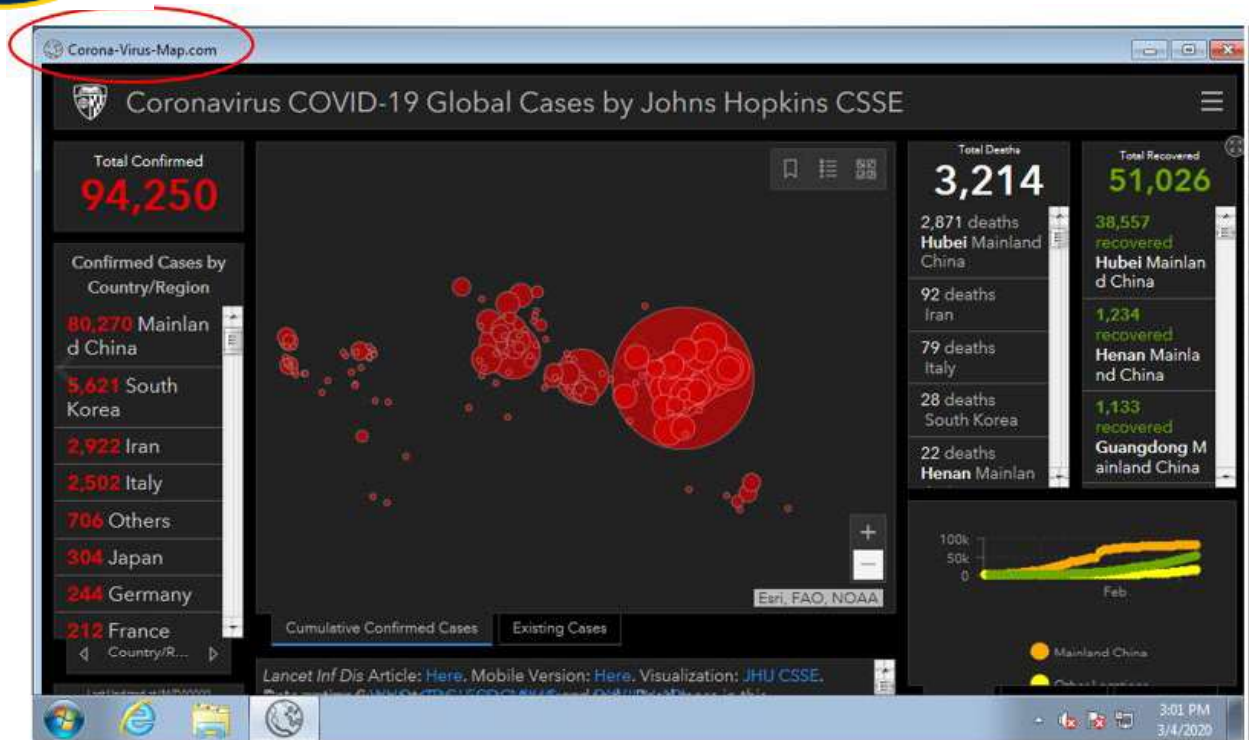 Corona-Virus-Map.com
Coronavirus COVID-19 Global Cases by Johns Hopkins CSSE
Total Confirmed
94,250
Confirmed Cases by
Country/Region
80,270 Mainlan
d China
5,621 South
Korea
2,922 Iran
2,502 Italy
706 Others
304 Japan
244 Germany
212 France
Country/R...
Esri, FAO, NOAA
Cumulative Confirmed Cases
Existing Cases
Lancet Inf Dis Article: Here. Mobile Version: Here. Visualization: JHU CSSE.
Total Deaths
3,214
2,871 deaths
Hubei Mainland
China
92 deaths
Iran
79 deaths
Italy
28 deaths
South Korea
22 deaths
Henan Mainlan
Total Recovered
51,026
38,557
recovered
Hubei Mainlan
d China
1,234
recovered
Henan Mainla
nd China
1,133
recovered
Guangdong M
ainland China
100k
50k
0
Feb
Mainland China
3:01 PM
3/4/2020